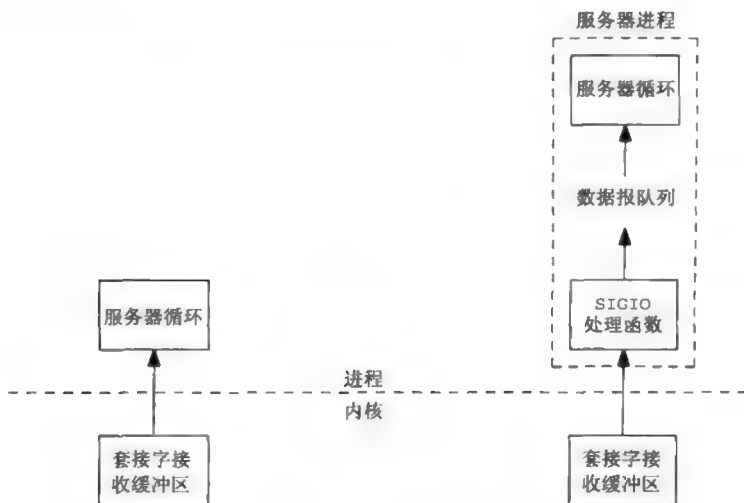 服务器进程
服务器循环
数据报队列
服务器循环
SIGIO
处理函数
进程
内核
套接字接
收缓冲区
套接字接
收缓冲区